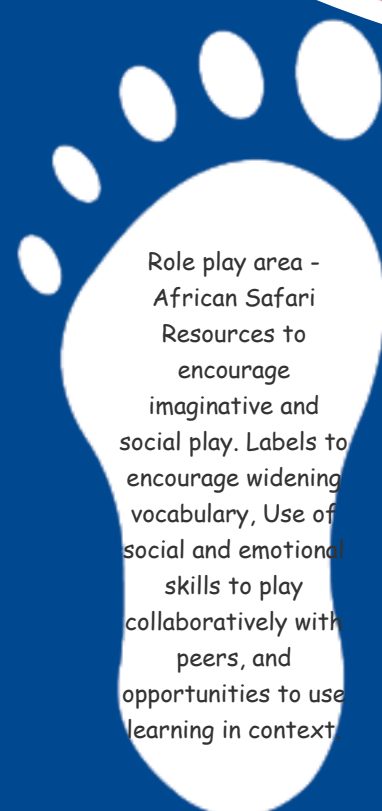 Role play area -
African Safari
Resources to
encourage
imaginative and
social play. Labels to
encourage widening
vocabulary, Use of
social and emotional
skills to play
collaboratively with
peers, and
opportunities to use
learning in context.